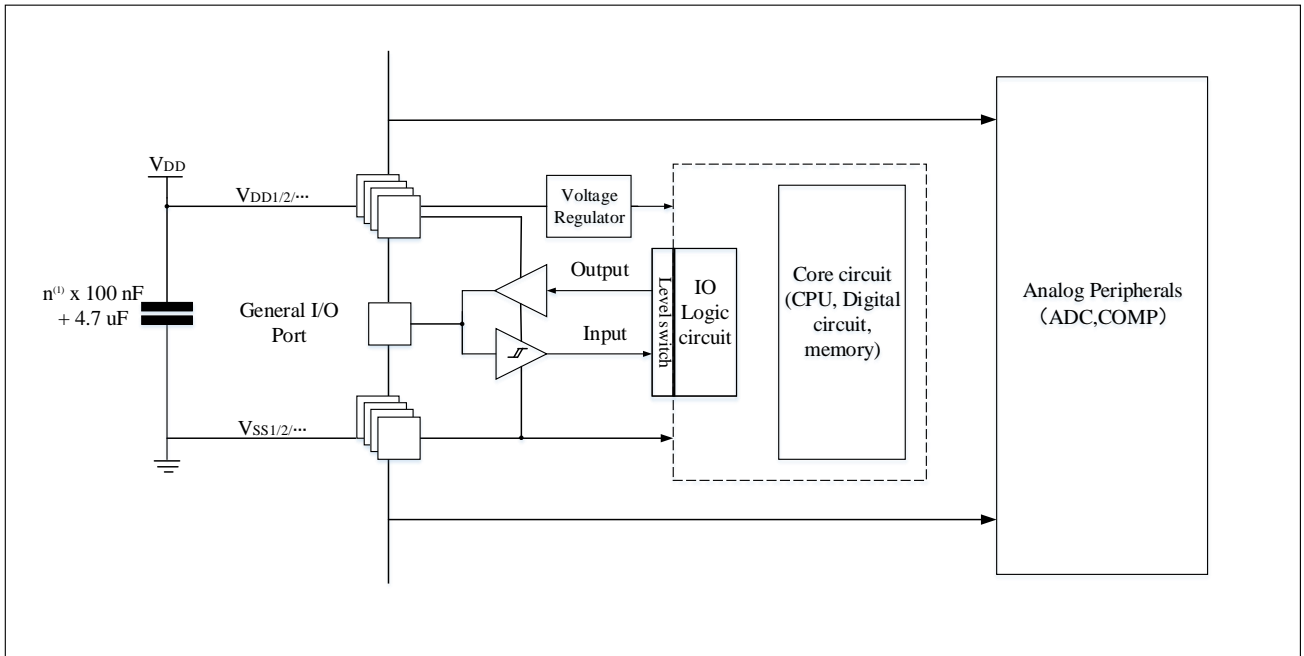 VDD
VDD1/2/···
n(1) x 100 nF
+ 4.7 uF
General I/O
Port
VSS1/2/···
Voltage
Regulator
Output
Input
Level switch
IO
Logic
circuit
Core circuit
(CPU, Digital
circuit,
memory)
Analog Peripherals
（ADC,COMP）